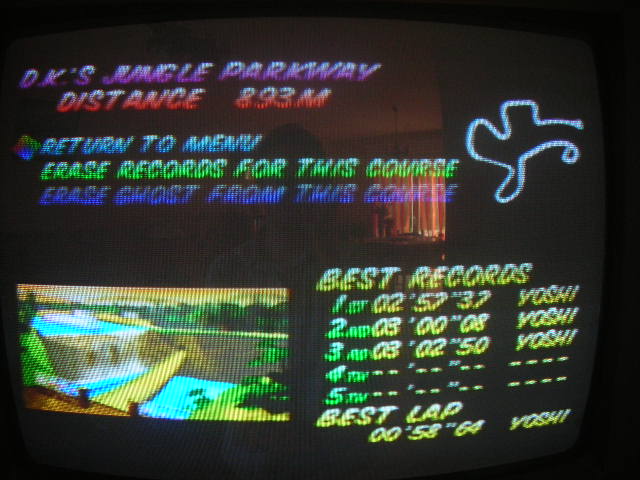 D.K.'S JUNGLE PARKWAY
DISTANCE 893M
RETURN TO MENU
ERASE RECORDS FOR THIS COURSE
ERASE GHOST FROM THIS COURSE
BEST RECORDS
1ST 02'57"37 YOSHI
2ND 03'00"08 YOSHI
3RD 03'02"50 YOSHI
4TH --'--"-- ----
5TH --'--"-- ----
BEST LAP
00'58"64 YOSHI